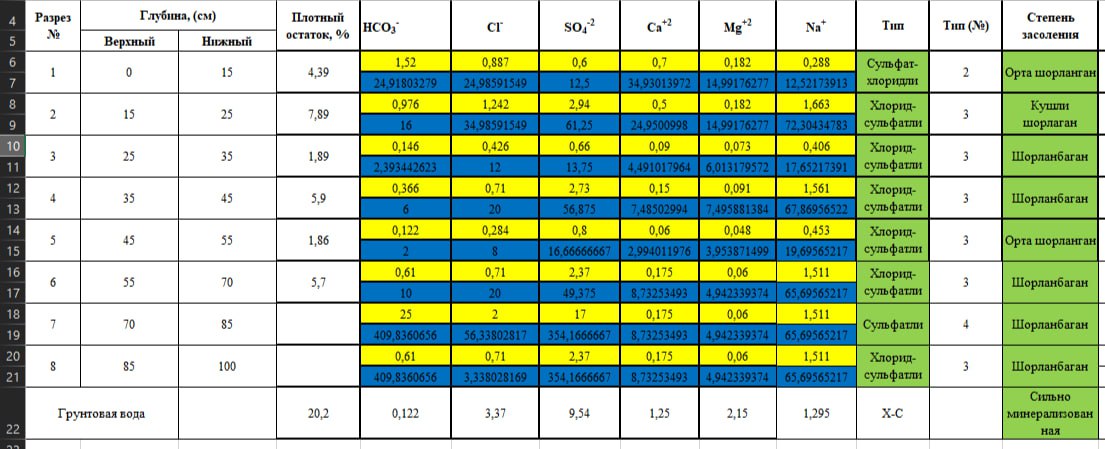 4 Разрез № Глубина, (см) Плотный остаток, % HCO₃⁻ Cl⁻ SO₄⁻² Ca⁺² Mg⁺² Na⁺ Тип Тип (№) Степень засоления
5 Верхный Нижный
6 1 0 15 4,39 1,52 0,887 0,6 0,7 0,182 0,288 Сульфат-хлоридли 2 Орта шорланган
7 24,91803279 24,98591549 12,5 34,93013972 14,99176277 12,52173913
8 2 15 25 7,89 0,976 1,242 2,94 0,5 0,182 1,663 Хлорид-сульфатли 3 Кушли шорлаган
9 16 34,98591549 61,25 24,9500998 14,99176277 72,30434783
10 3 25 35 1,89 0,146 0,426 0,66 0,09 0,073 0,406 Хлорид-сульфатли 3 Шорланбаган
11 2,393442623 12 13,75 4,491017964 6,013179572 17,65217391
12 4 35 45 5,9 0,366 0,71 2,73 0,15 0,091 1,561 Хлорид-сульфатли 3 Шорланбаган
13 6 20 56,875 7,48502994 7,495881384 67,86956522
14 5 45 55 1,86 0,122 0,284 0,8 0,06 0,048 0,453 Хлорид-сульфатли 3 Орта шорланган
15 2 8 16,66666667 2,994011976 3,953871499 19,69565217
16 6 55 70 5,7 0,61 0,71 2,37 0,175 0,06 1,511 Хлорид-сульфатли 3 Шорланбаган
17 10 20 49,375 8,73253493 4,942339374 65,69565217
18 7 70 85 25 2 17 0,175 0,06 1,511 Сульфатли 4 Шорланбаган
19 409,8360656 56,33802817 354,1666667 8,73253493 4,942339374 65,69565217
20 8 85 100 0,61 0,71 2,37 0,175 0,06 1,511 Хлорид-сульфатли 3 Шорланбаган
21 409,8360656 3,338028169 354,1666667 8,73253493 4,942339374 65,69565217
22 Грунтовая вода 20,2 0,122 3,37 9,54 1,25 2,15 1,295 Х-С Сильно минерализованная